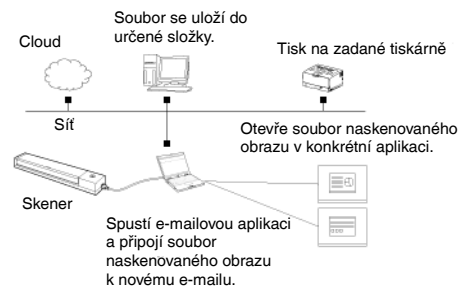 Soubor se uloží do
určené složky.
Cloud
Tisk na zadané tiskárně
Síť
Otevře soubor naskenovaného
obrazu v konkrétní aplikaci.
Skener
Spustí e-mailovou aplikaci
a připojí soubor
naskenovaného obrazu
k novému e-mailu.